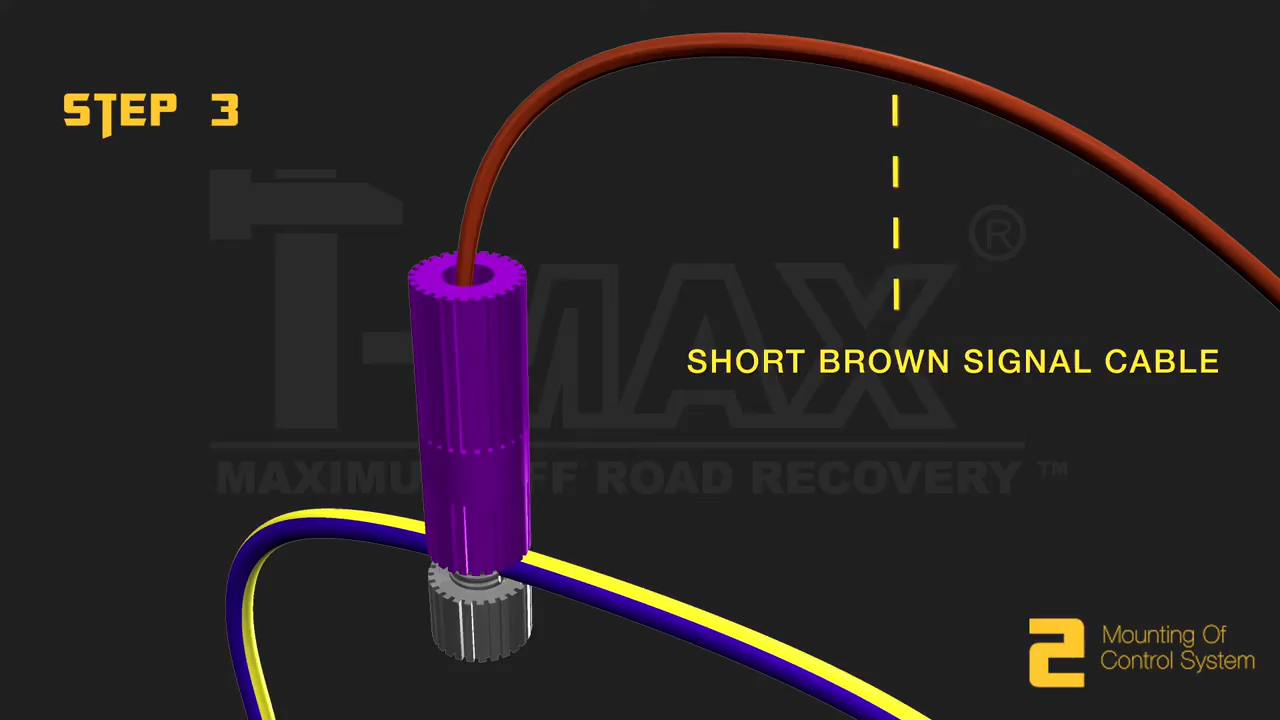 STEP 3
®
T-MAX
SHORT BROWN SIGNAL CABLE
MAXIMUM OFF ROAD RECOVERY ™
2
Mounting Of
Control System